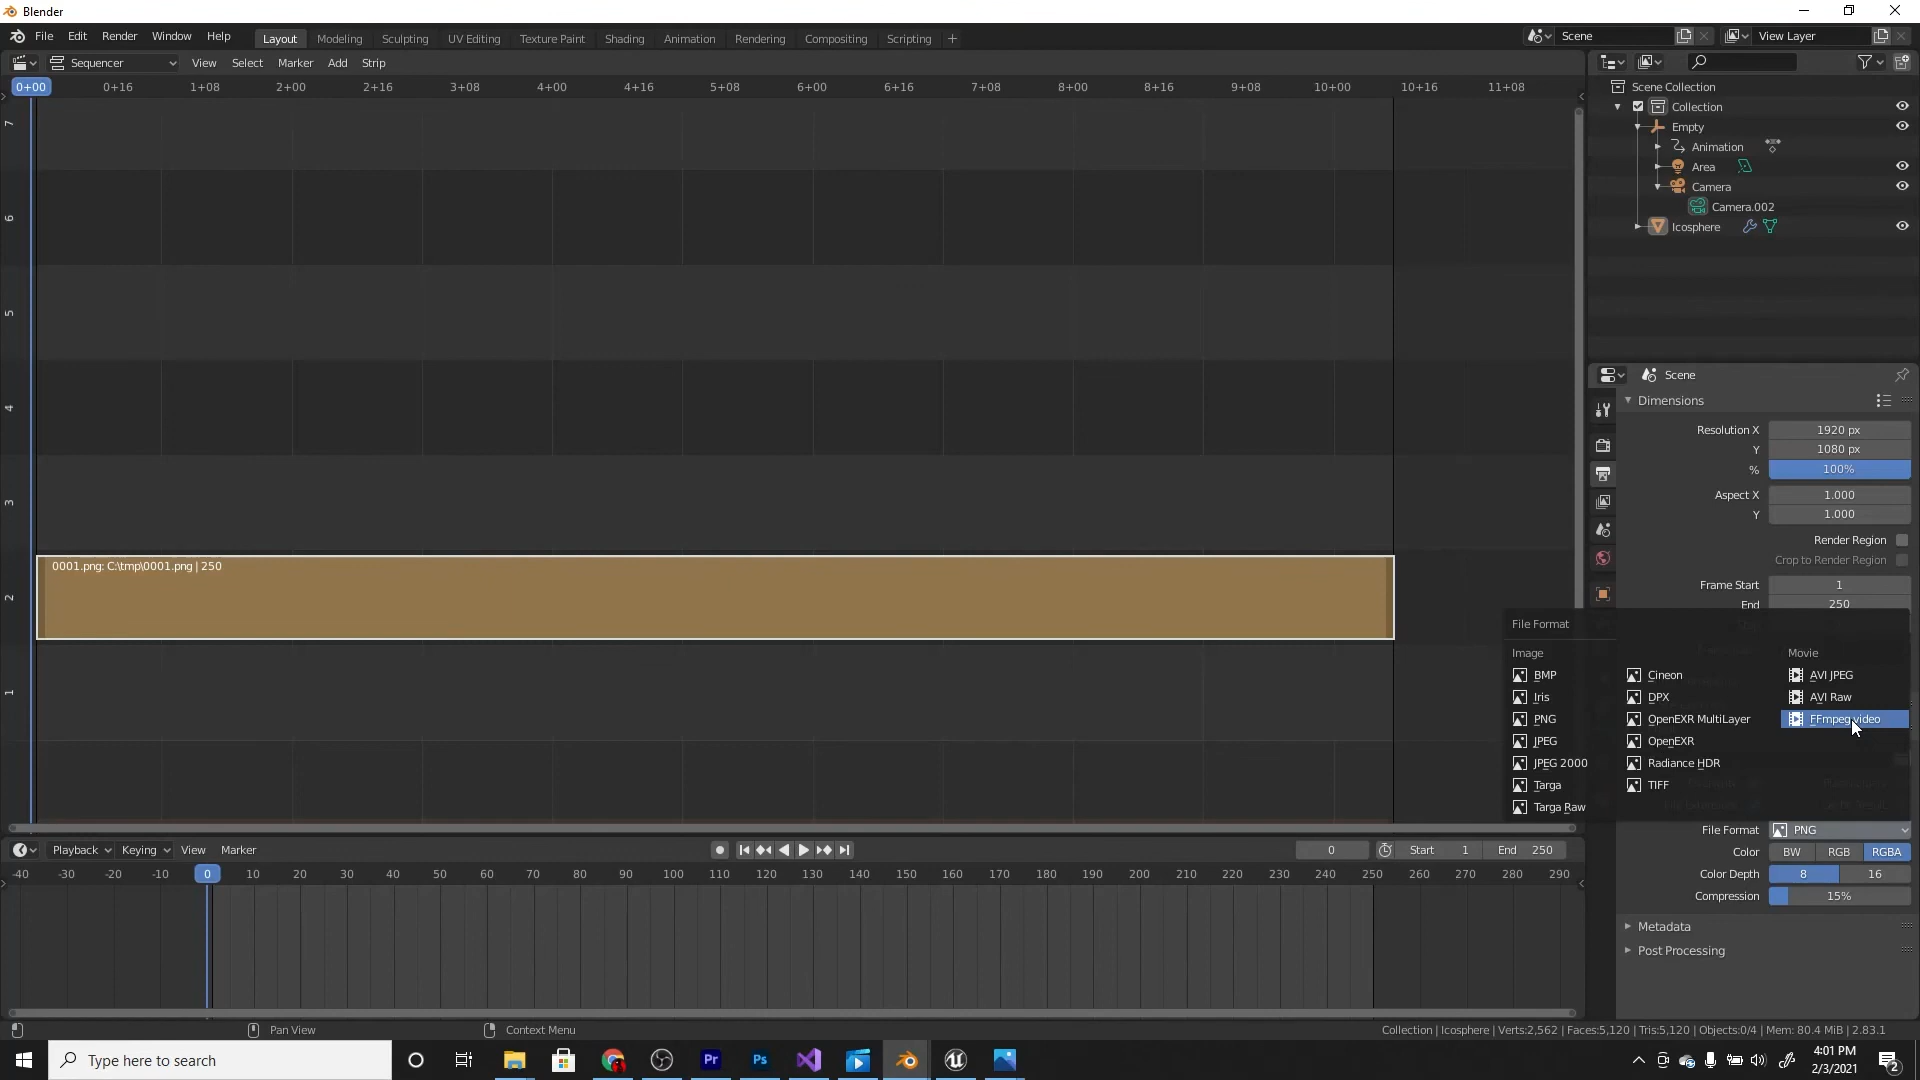 Blender
File Edit Render Window Help Layout Modeling Sculpting UV Editing Texture Paint Shading Animation Rendering Compositing Scripting Scene View Layer
Sequencer View Select Marker Add Strip
0+00 0+16 1+08 2+00 2+16 3+08 4+00 4+16 5+08 6+00 6+16 7+08 8+00 8+16 9+08 10+00 10+16 11+08
Scene Collection
Collection
Empty
Animation
Area
Camera
Camera.002
Icosphere
7
6
5
4
3
2
1
0001.png: C:\tmp\0001.png | 250
Scene
Dimensions
Resolution X 1920 px
Y 1080 px
% 100%
Aspect X 1.000
Y 1.000
Render Region
Crop to Render Region
Frame Start 1
End 250
File Format
Image Movie
BMP Cineon AVI JPEG
Iris DPX AVI Raw
PNG OpenEXR MultiLayer FFmpeg video
JPEG OpenEXR
JPEG 2000 Radiance HDR
Targa TIFF
Targa Raw
File Format PNG
Color BW RGB RGBA
Color Depth 8 16
Compression 15%
Metadata
Post Processing
Playback Keying View Marker 0 Start 1 End 250
-40 -30 -20 -10 0 10 20 30 40 50 60 70 80 90 100 110 120 130 140 150 160 170 180 190 200 210 220 230 240 250 260 270 280 290
Pan View Context Menu Collection | Icosphere | Verts:2,562 | Faces:5,120 | Tris:5,120 | Objects:0/4 | Mem: 80.4 MiB | 2.83.1
Type here to search
Pr Ps
4:01 PM
2/3/2021
2